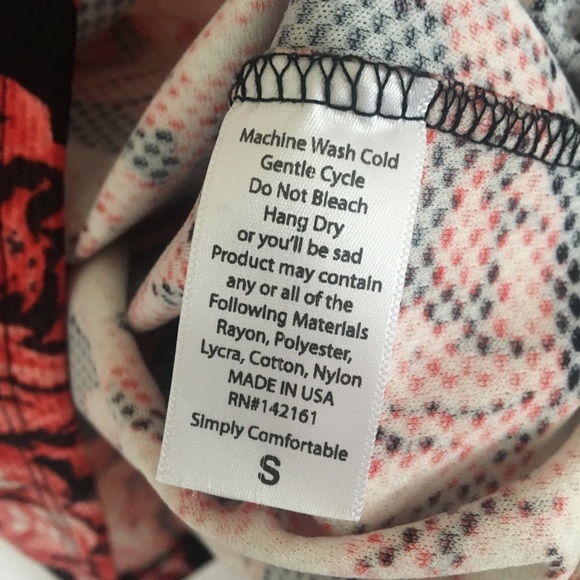 Machine Wash Cold
Gentle Cycle
Do Not Bleach
Hang Dry
or you'll be sad
Product may contain
any or all of the
Following Materials
Rayon, Polyester,
Lycra, Cotton, Nylon
MADE IN USA
RN#142161
Simply Comfortable
S